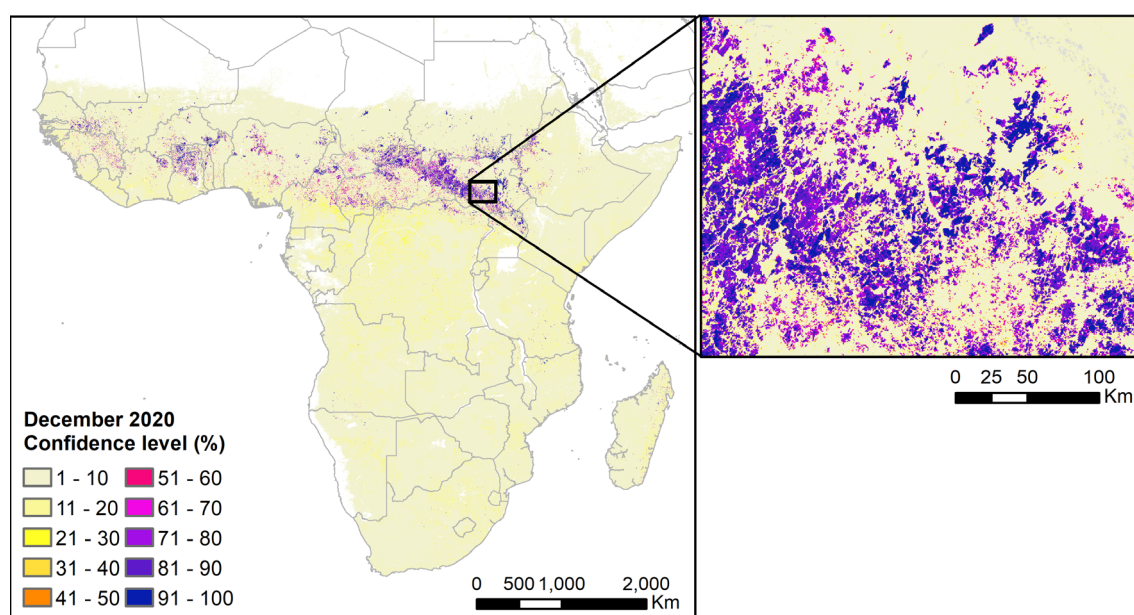 December 2020
Confidence level (%)
1 - 10
51 - 60
11 - 20
61 - 70
21 - 30
71 - 80
31 - 40
81 - 90
41 - 50
91 - 100
0 500 1,000 2,000
Km
0 25 50 100
Km